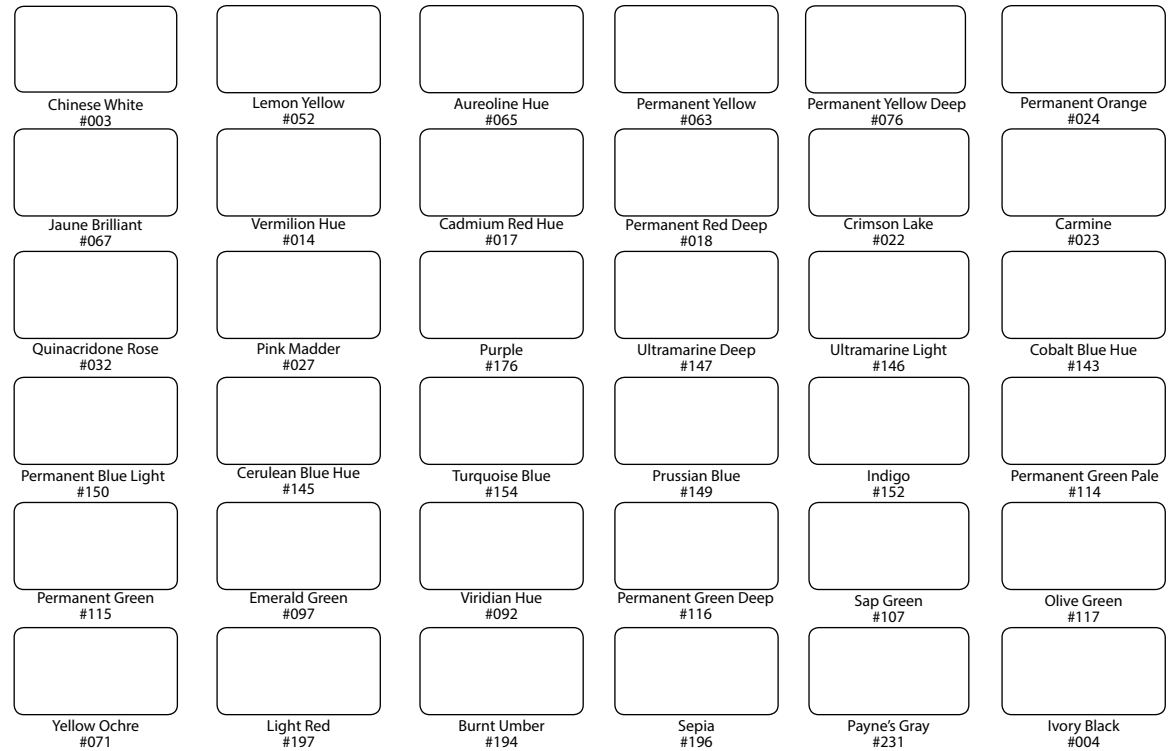 Chinese White
#003
Lemon Yellow
#052
Aureoline Hue
#065
Permanent Yellow
#063
Permanent Yellow Deep
#076
Permanent Orange
#024
Jaune Brilliant
#067
Vermilion Hue
#014
Cadmium Red Hue
#017
Permanent Red Deep
#018
Crimson Lake
#022
Carmine
#023
Quinacridone Rose
#032
Pink Madder
#027
Purple
#176
Ultramarine Deep
#147
Ultramarine Light
#146
Cobalt Blue Hue
#143
Permanent Blue Light
#150
Cerulean Blue Hue
#145
Turquoise Blue
#154
Prussian Blue
#149
Indigo
#152
Permanent Green Pale
#114
Permanent Green
#115
Emerald Green
#097
Viridian Hue
#092
Permanent Green Deep
#116
Sap Green
#107
Olive Green
#117
Yellow Ochre
#071
Light Red
#197
Burnt Umber
#194
Sepia
#196
Payne’s Gray
#231
Ivory Black
#004